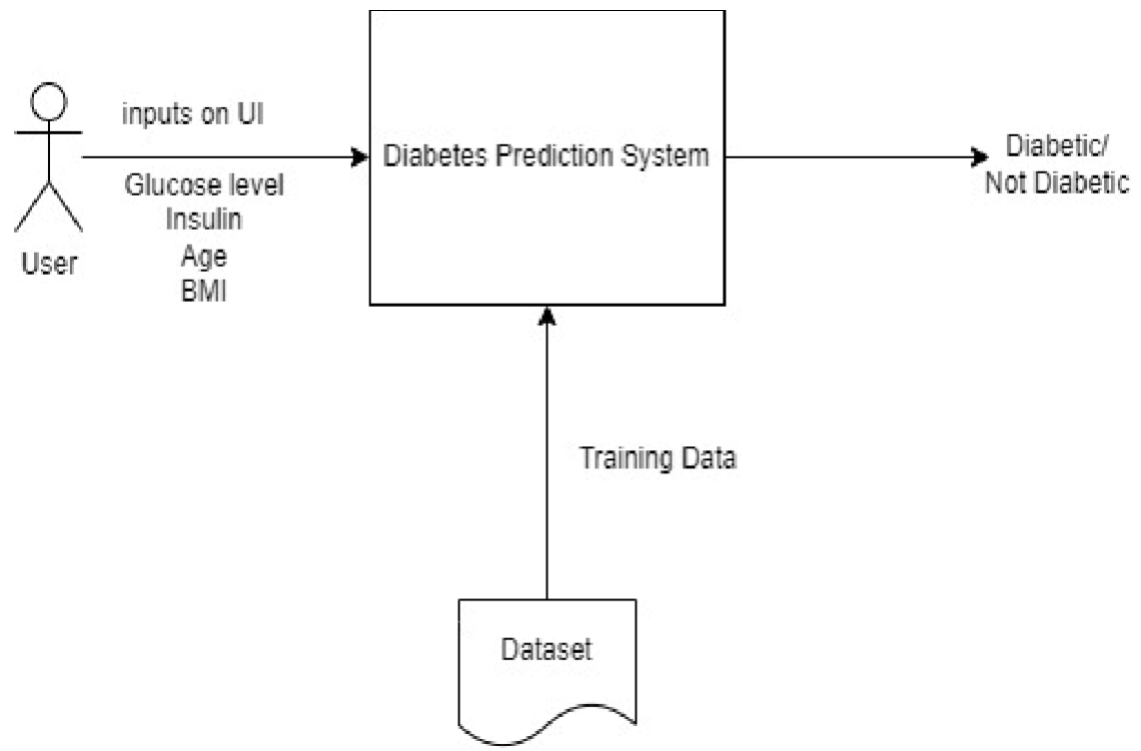 inputs on UI
Glucose level
Insulin
Age
BMI
User
Diabetes Prediction System
Diabetic/
Not Diabetic
Training Data
Dataset